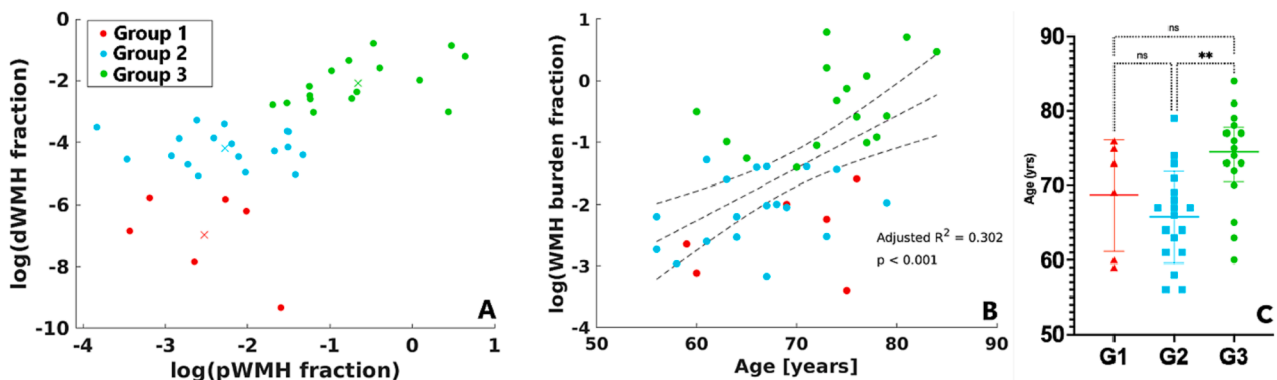 Group 1
Group 2
Group 3
0
-2
-4
-6
-8
-10
log(dWMH fraction)
-4 -3 -2 -1 0 1
log(pWMH fraction)
A
1
0
-1
-2
-3
-4
log(WMH burden fraction)
Adjusted R² = 0.302
p < 0.001
50 60 70 80 90
Age [years]
B
ns
ns
**
90
80
70
60
50
Age (yrs)
G1 G2 G3
C